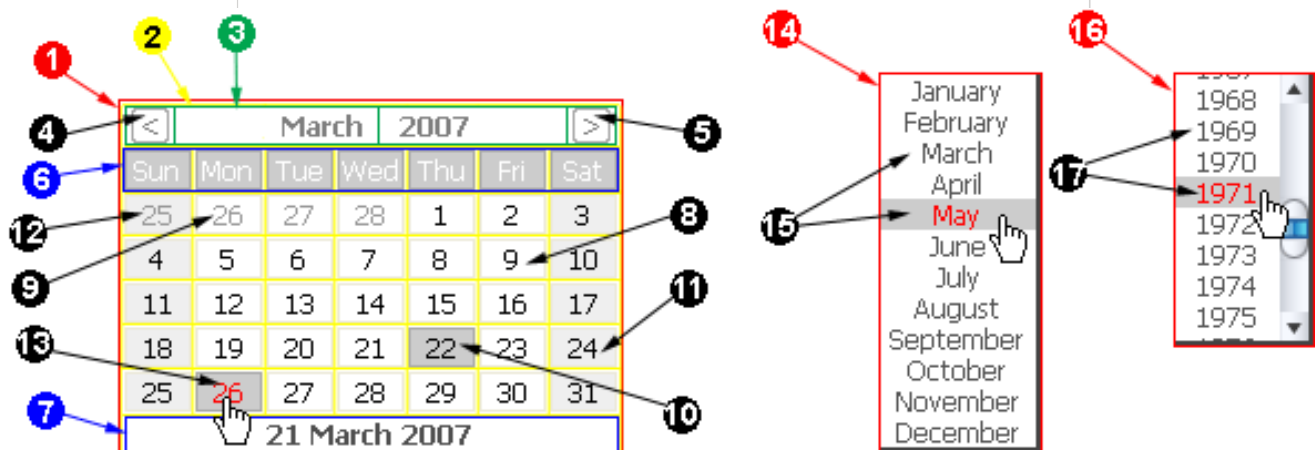 14
16
3
2
1
4
< March 2007 >
5
6
Sun Mon Tue Wed Thu Fri Sat
12
25 26 27 28 1 2 3
8
4 5 6 7 8 9 10
9
11 12 13 14 15 16 17
11
18 19 20 21 22 23 24
13
25 26 27 28 29 30 31
10
7
21 March 2007
January
February
March
April
15
May
June
July
August
September
October
November
December
1968
1969
17
1970
1971
1972
1973
1974
1975